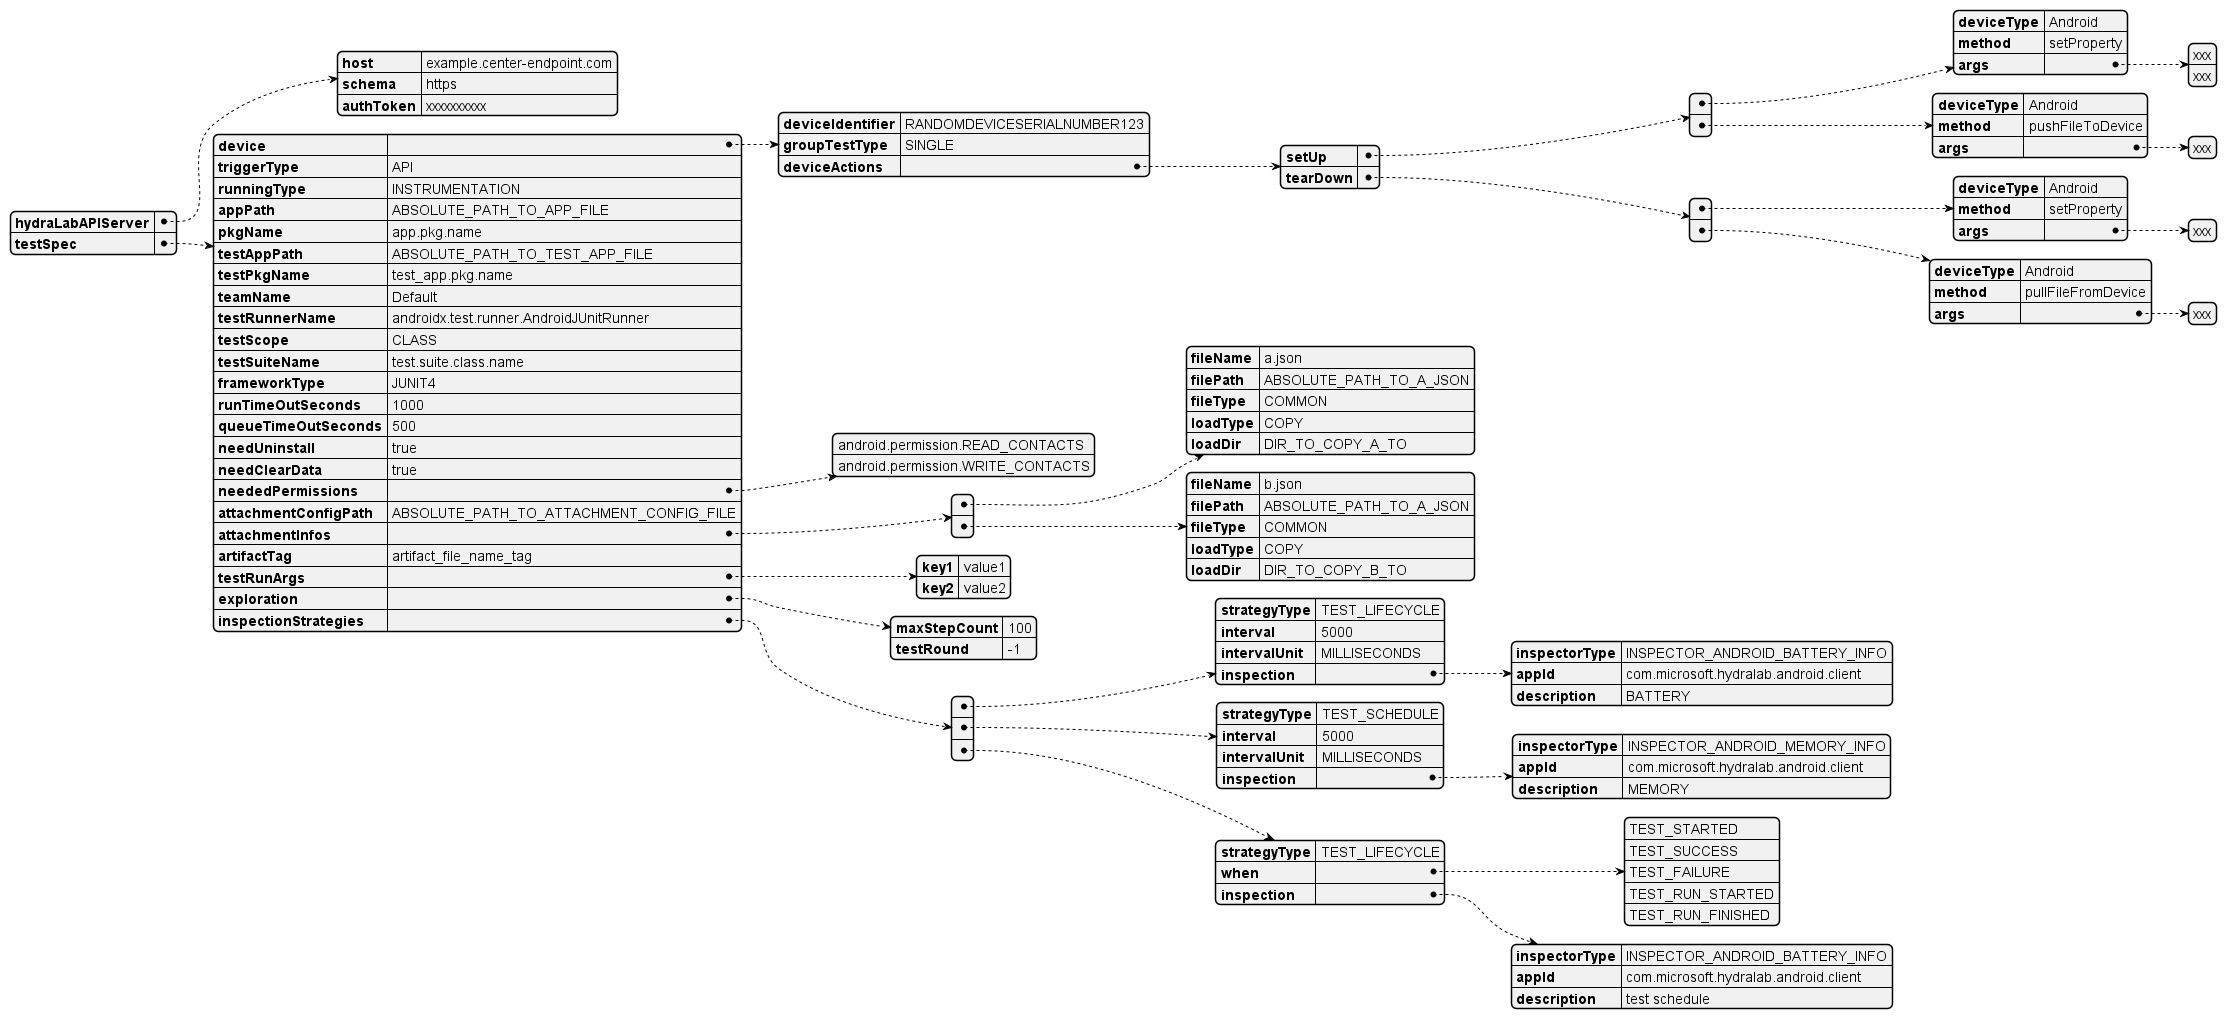 hydraLabAPIServer
testSpec
host example.center-endpoint.com
schema https
authToken xxxxxxxxxx
device
triggerType API
runningType INSTRUMENTATION
appPath ABSOLUTE_PATH_TO_APP_FILE
pkgName app.pkg.name
testAppPath ABSOLUTE_PATH_TO_TEST_APP_FILE
testPkgName test_app.pkg.name
teamName Default
testRunnerName androidx.test.runner.AndroidJUnitRunner
testScope CLASS
testSuiteName test.suite.class.name
frameworkType JUNIT4
runTimeOutSeconds 1000
queueTimeOutSeconds 500
needUninstall true
needClearData true
neededPermissions
attachmentConfigPath ABSOLUTE_PATH_TO_ATTACHMENT_CONFIG_FILE
attachmentInfos
artifactTag artifact_file_name_tag
testRunArgs
exploration
inspectionStrategies
deviceIdentifier RANDOMDEVICESERIALNUMBER123
groupTestType SINGLE
deviceActions
setUp
tearDown
deviceType Android
method setProperty
args
xxx
xxx
deviceType Android
method pushFileToDevice
args
xxx
deviceType Android
method setProperty
args
xxx
deviceType Android
method pullFileFromDevice
args
xxx
android.permission.READ_CONTACTS
android.permission.WRITE_CONTACTS
fileName a.json
filePath ABSOLUTE_PATH_TO_A_JSON
fileType COMMON
loadType COPY
loadDir DIR_TO_COPY_A_TO
fileName b.json
filePath ABSOLUTE_PATH_TO_A_JSON
fileType COMMON
loadType COPY
loadDir DIR_TO_COPY_B_TO
key1 value1
key2 value2
maxStepCount 100
testRound -1
strategyType TEST_LIFECYCLE
interval 5000
intervalUnit MILLISECONDS
inspection
inspectorType INSPECTOR_ANDROID_BATTERY_INFO
appId com.microsoft.hydralab.android.client
description BATTERY
strategyType TEST_SCHEDULE
interval 5000
intervalUnit MILLISECONDS
inspection
inspectorType INSPECTOR_ANDROID_MEMORY_INFO
appId com.microsoft.hydralab.android.client
description MEMORY
strategyType TEST_LIFECYCLE
when
inspection
TEST_STARTED
TEST_SUCCESS
TEST_FAILURE
TEST_RUN_STARTED
TEST_RUN_FINISHED
inspectorType INSPECTOR_ANDROID_BATTERY_INFO
appId com.microsoft.hydralab.android.client
description test schedule